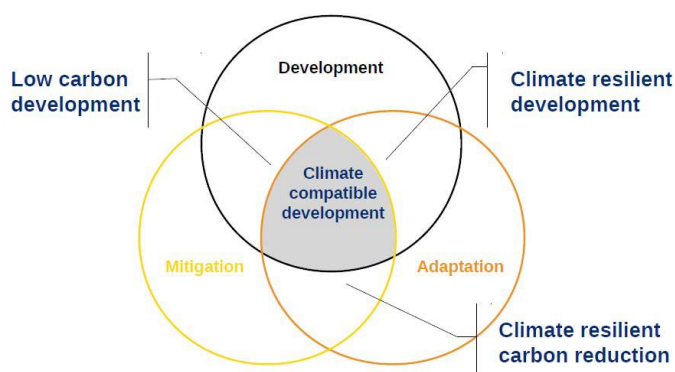 Development
Low carbon
development
Climate resilient
development
Climate
compatible
development
Mitigation
Adaptation
Climate resilient
carbon reduction